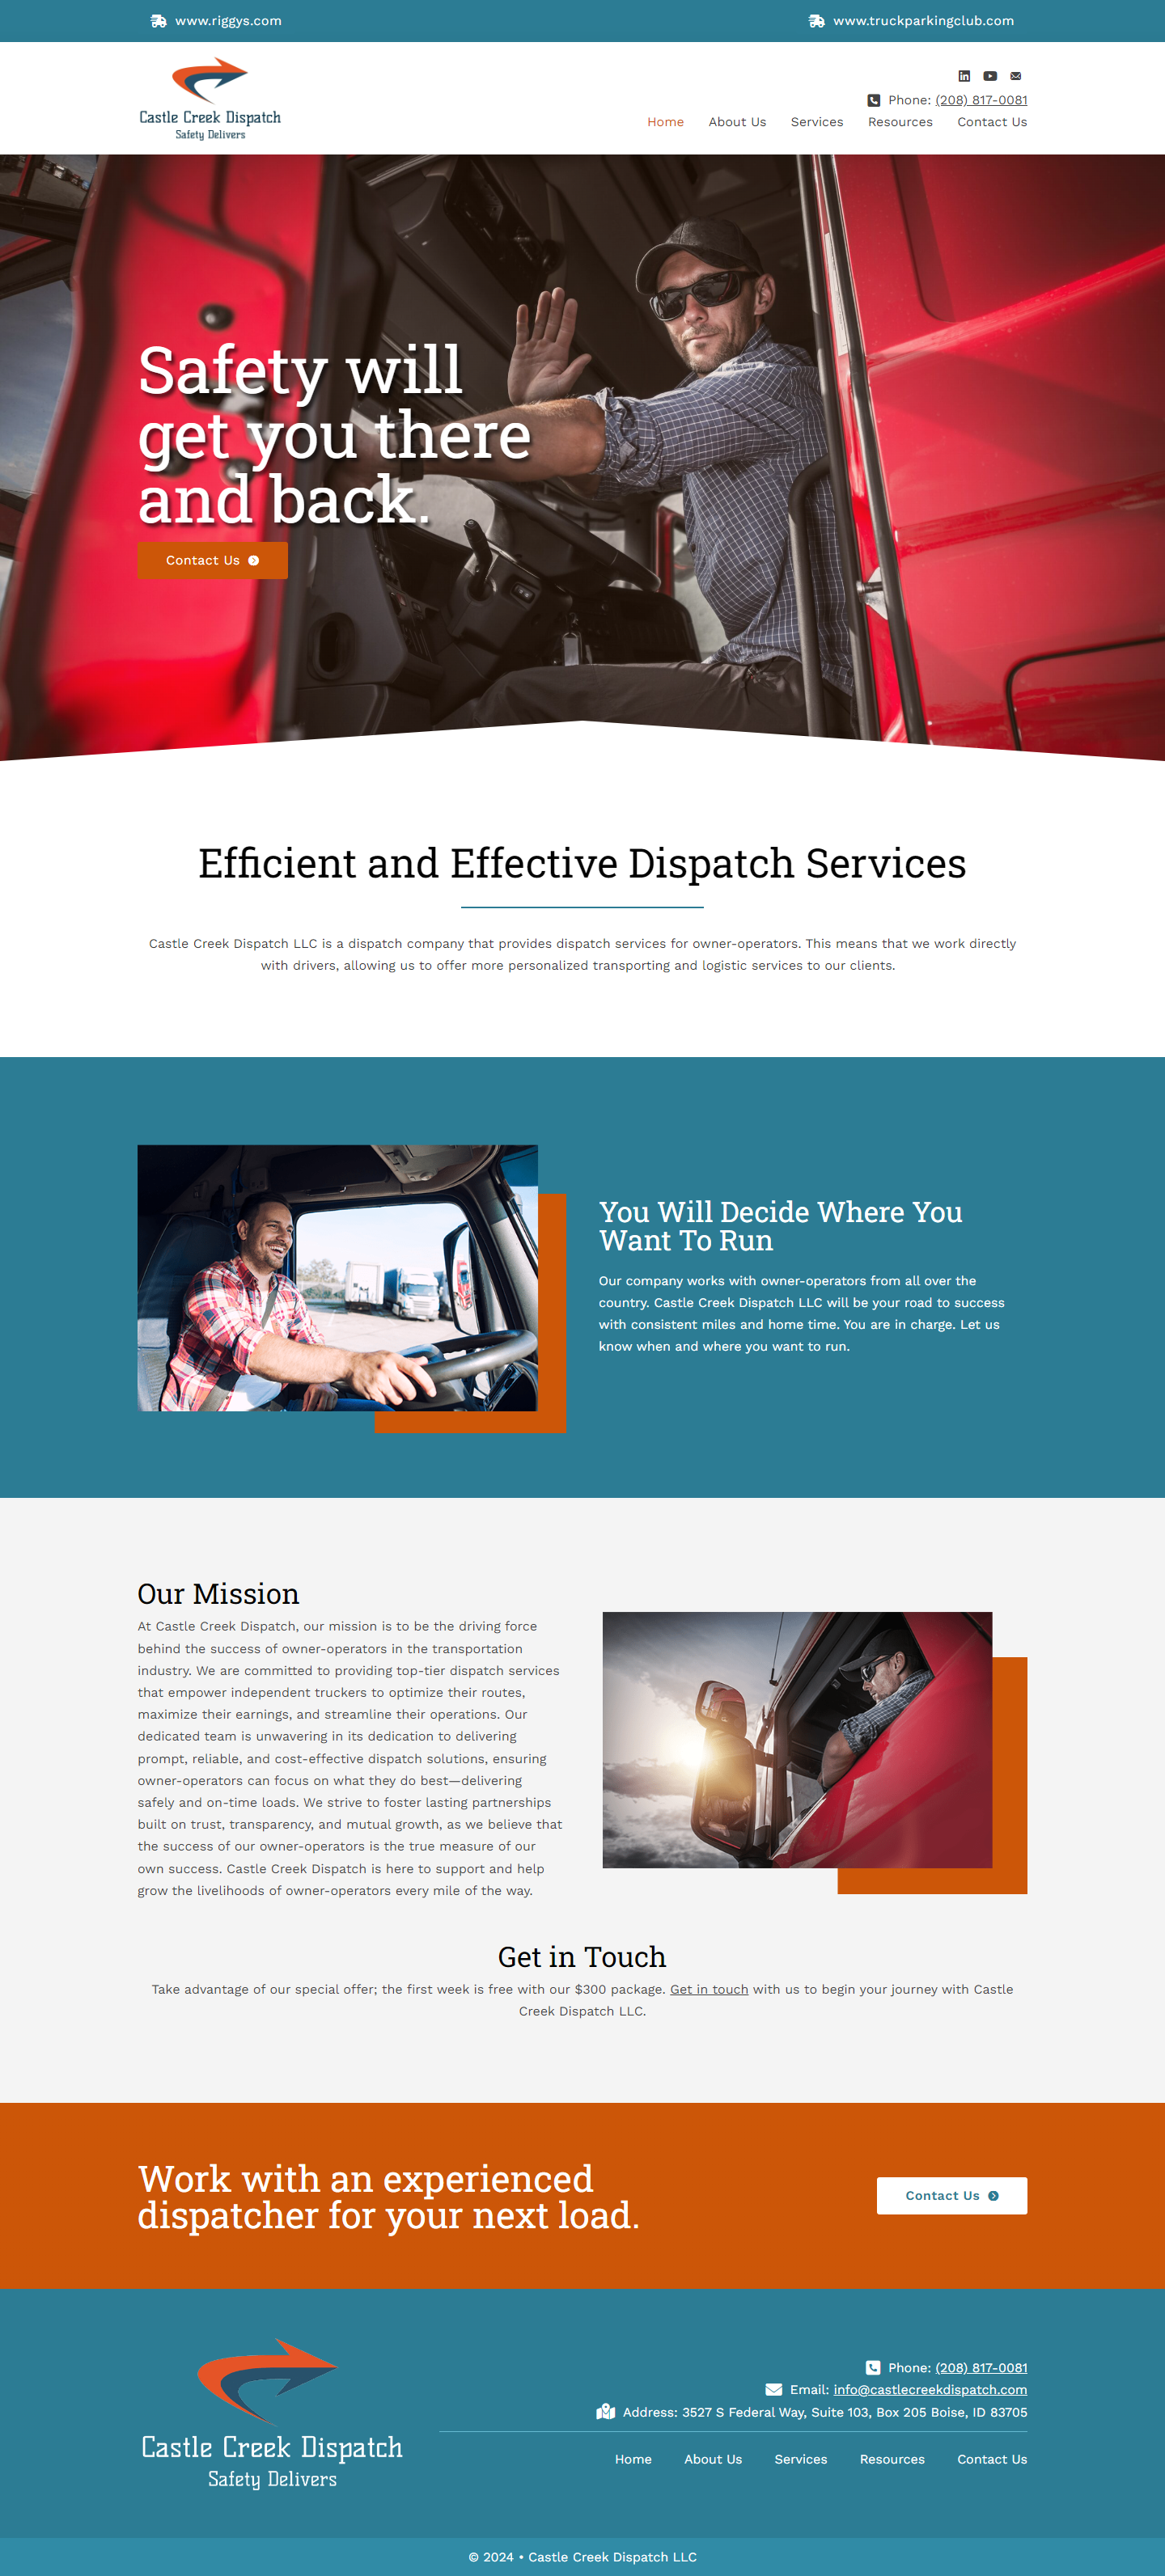 www.riggys.com
www.truckparkingclub.com
Castle Creek Dispatch
Safety Delivers
Phone: (208) 817-0081
Home About Us Services Resources Contact Us
Safety will
get you there
and back.
Contact Us
Efficient and Effective Dispatch Services
Castle Creek Dispatch LLC is a dispatch company that provides dispatch services for owner-operators. This means that we work directly
with drivers, allowing us to offer more personalized transporting and logistic services to our clients.
You Will Decide Where You
Want To Run
Our company works with owner-operators from all over the
country. Castle Creek Dispatch LLC will be your road to success
with consistent miles and home time. You are in charge. Let us
know when and where you want to run.
Our Mission
At Castle Creek Dispatch, our mission is to be the driving force
behind the success of owner-operators in the transportation
industry. We are committed to providing top-tier dispatch services
that empower independent truckers to optimize their routes,
maximize their earnings, and streamline their operations. Our
dedicated team is unwavering in its dedication to delivering
prompt, reliable, and cost-effective dispatch solutions, ensuring
owner-operators can focus on what they do best—delivering
safely and on-time loads. We strive to foster lasting partnerships
built on trust, transparency, and mutual growth, as we believe that
the success of our owner-operators is the true measure of our
own success. Castle Creek Dispatch is here to support and help
grow the livelihoods of owner-operators every mile of the way.
Get in Touch
Take advantage of our special offer; the first week is free with our $300 package. Get in touch with us to begin your journey with Castle
Creek Dispatch LLC.
Work with an experienced
dispatcher for your next load.
Contact Us
Castle Creek Dispatch
Safety Delivers
Phone: (208) 817-0081
Email: info@castlecreekdispatch.com
Address: 3527 S Federal Way, Suite 103, Box 205 Boise, ID 83705
Home About Us Services Resources Contact Us
© 2024 • Castle Creek Dispatch LLC